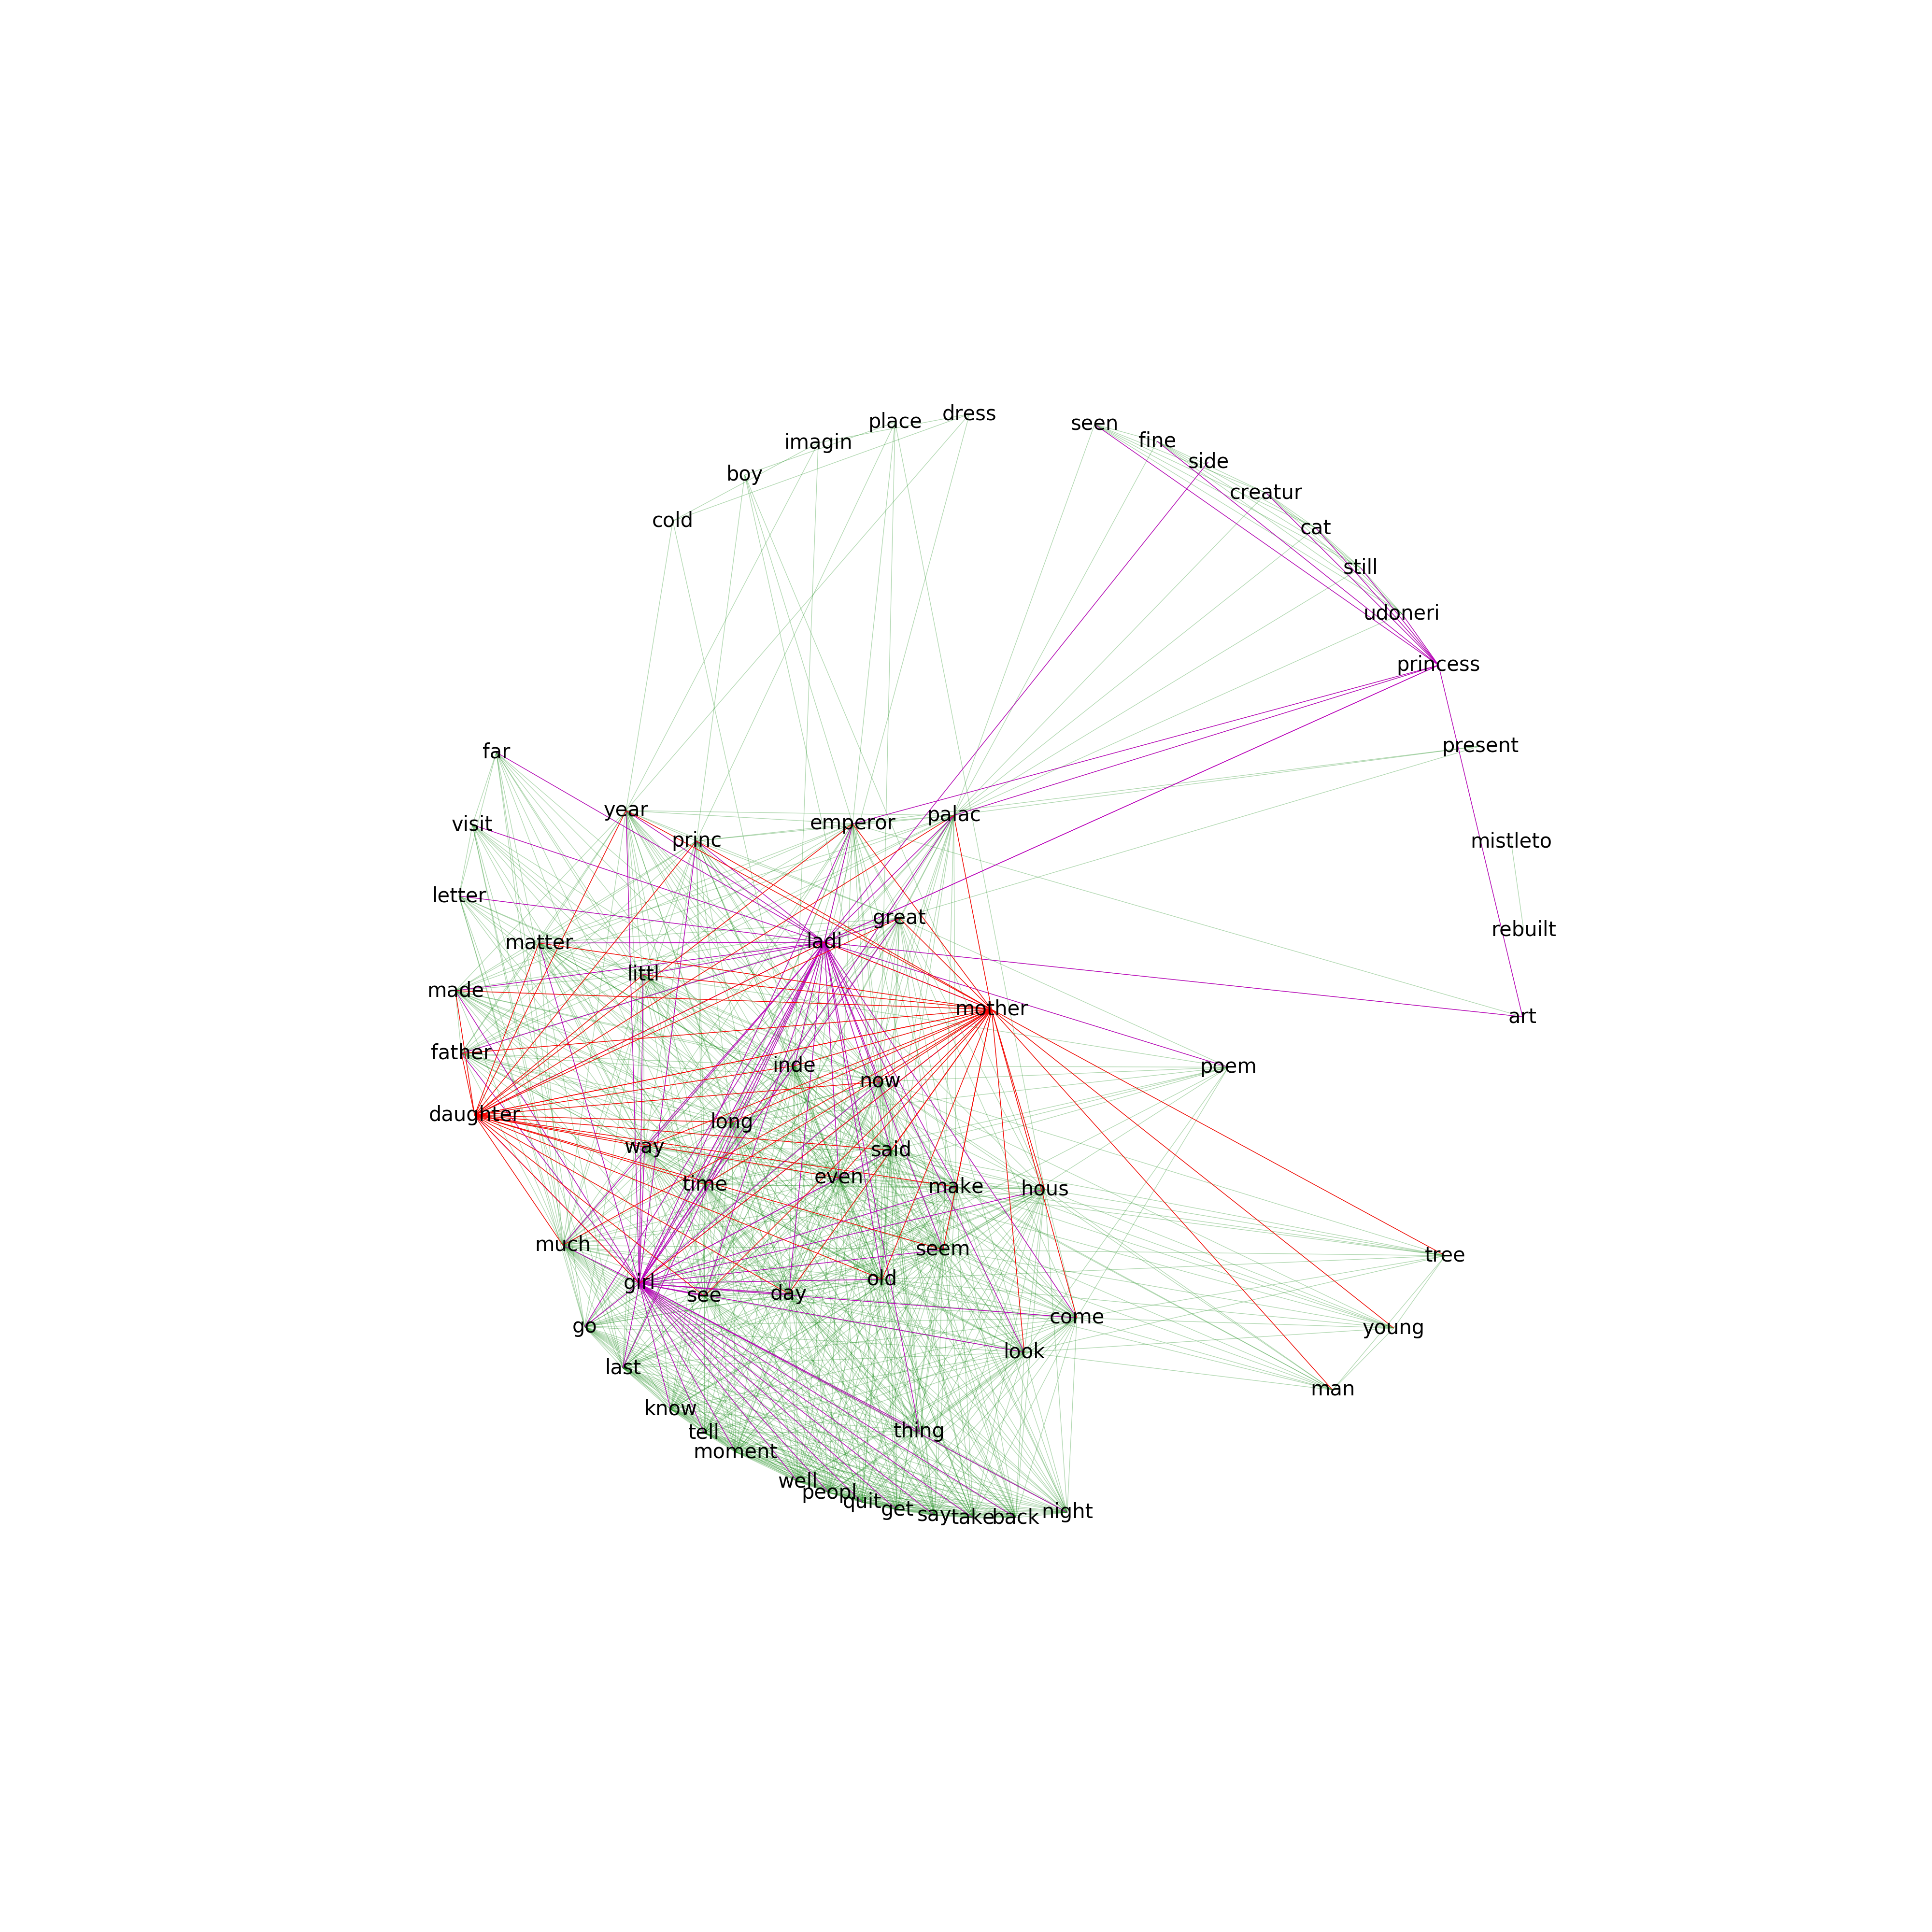 dress
place
seen
imagin
fine
side
boy
creatur
cold
cat
still
udoneri
princess
present
far
year
palac
emperor
visit
princ
mistleto
letter
great
rebuilt
ladi
matter
littl
made
mother
art
father
inde
poem
now
daughter
long
way
said
even
time
make
hous
much
seem
tree
girl
old
day
see
come
go
young
look
last
man
know
thing
tell
moment
well
peopl
quit
get
night
say
take
back